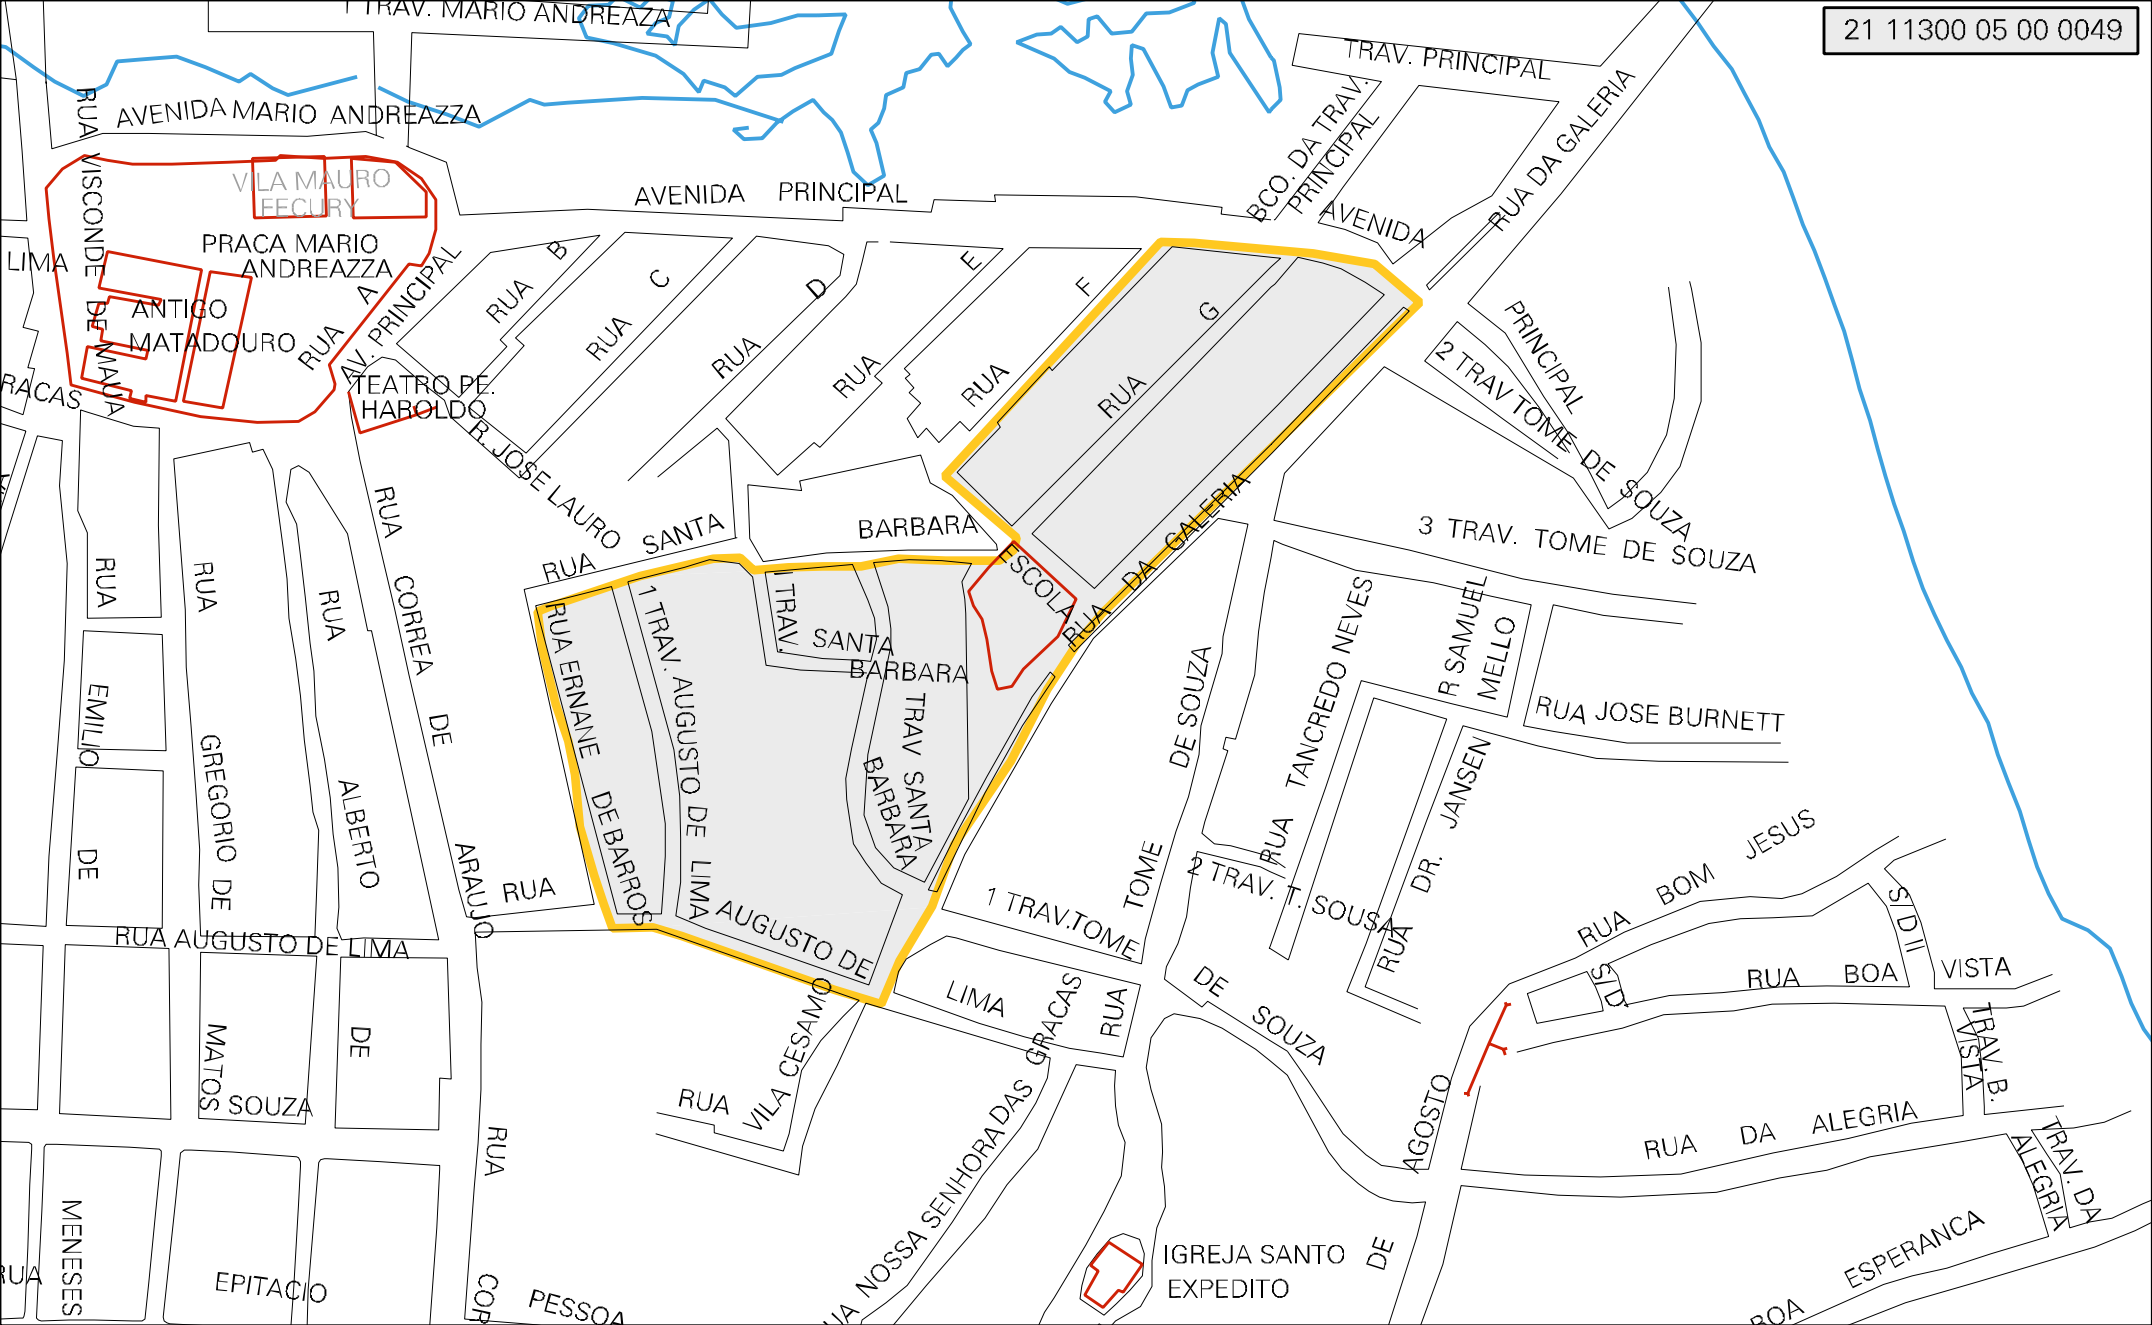 1 TRAV. MARIO ANDREAZA
21 11300 05 00 0049
TRAV. PRINCIPAL
AVENIDA MARIO ANDREAZZA
RUA VISCONDE DE MAUA
BCO. DA TRAV.
PRINCIPAL
RUA DA GALERIA
VILA MAURO
FECURY
AVENIDA PRINCIPAL
AVENIDA
PRINCIPAL
PRACA MARIO
ANDREAZZA
LIMA
ANTIGO
MATADOURO
RUA A
AV. PRINCIPAL
RUA B
RUA C
RUA D
RUA E
RUA F
RUA G
RACAS
TEATRO PE.
HAROLDO
R. JOSE LAURO
2 TRAV TOME DE SOUZA
3 TRAV. TOME DE SOUZA
RUA SANTA BARBARA
ESCOLA
RUA DA GALERIA
RUA ERNANE DE BARROS
1 TRAV. AUGUSTO DE LIMA
1 TRAV.
SANTA
BARBARA
TRAV SANTA
BARBARA
RUA EMILIO DE MENESES
RUA GREGORIO DE MATOS
RUA ALBERTO DE
RUA CORREA DE ARAUJO
RUA TANCREDO NEVES
R SAMUEL
MELLO
RUA JOSE BURNETT
RUA DR. JANSEN
RUA TOME DE SOUZA
2 TRAV. T. SOUSA
1 TRAV.TOME
DE SOUZA
RUA AUGUSTO DE LIMA
RUA AUGUSTO DE LIMA
RUA BOM JESUS
S/D II
S/D
RUA BOA VISTA
TRAV. B.
VISTA
VILA CESAMO
RUA
SOUZA
RUA NOSSA SENHORA DAS GRACAS
DE AGOSTO
RUA DA ALEGRIA
TRAV. DA
ALEGRIA
RUA
COR
RUA EPITACIO PESSOA
IGREJA SANTO
EXPEDITO
BOA ESPERANCA